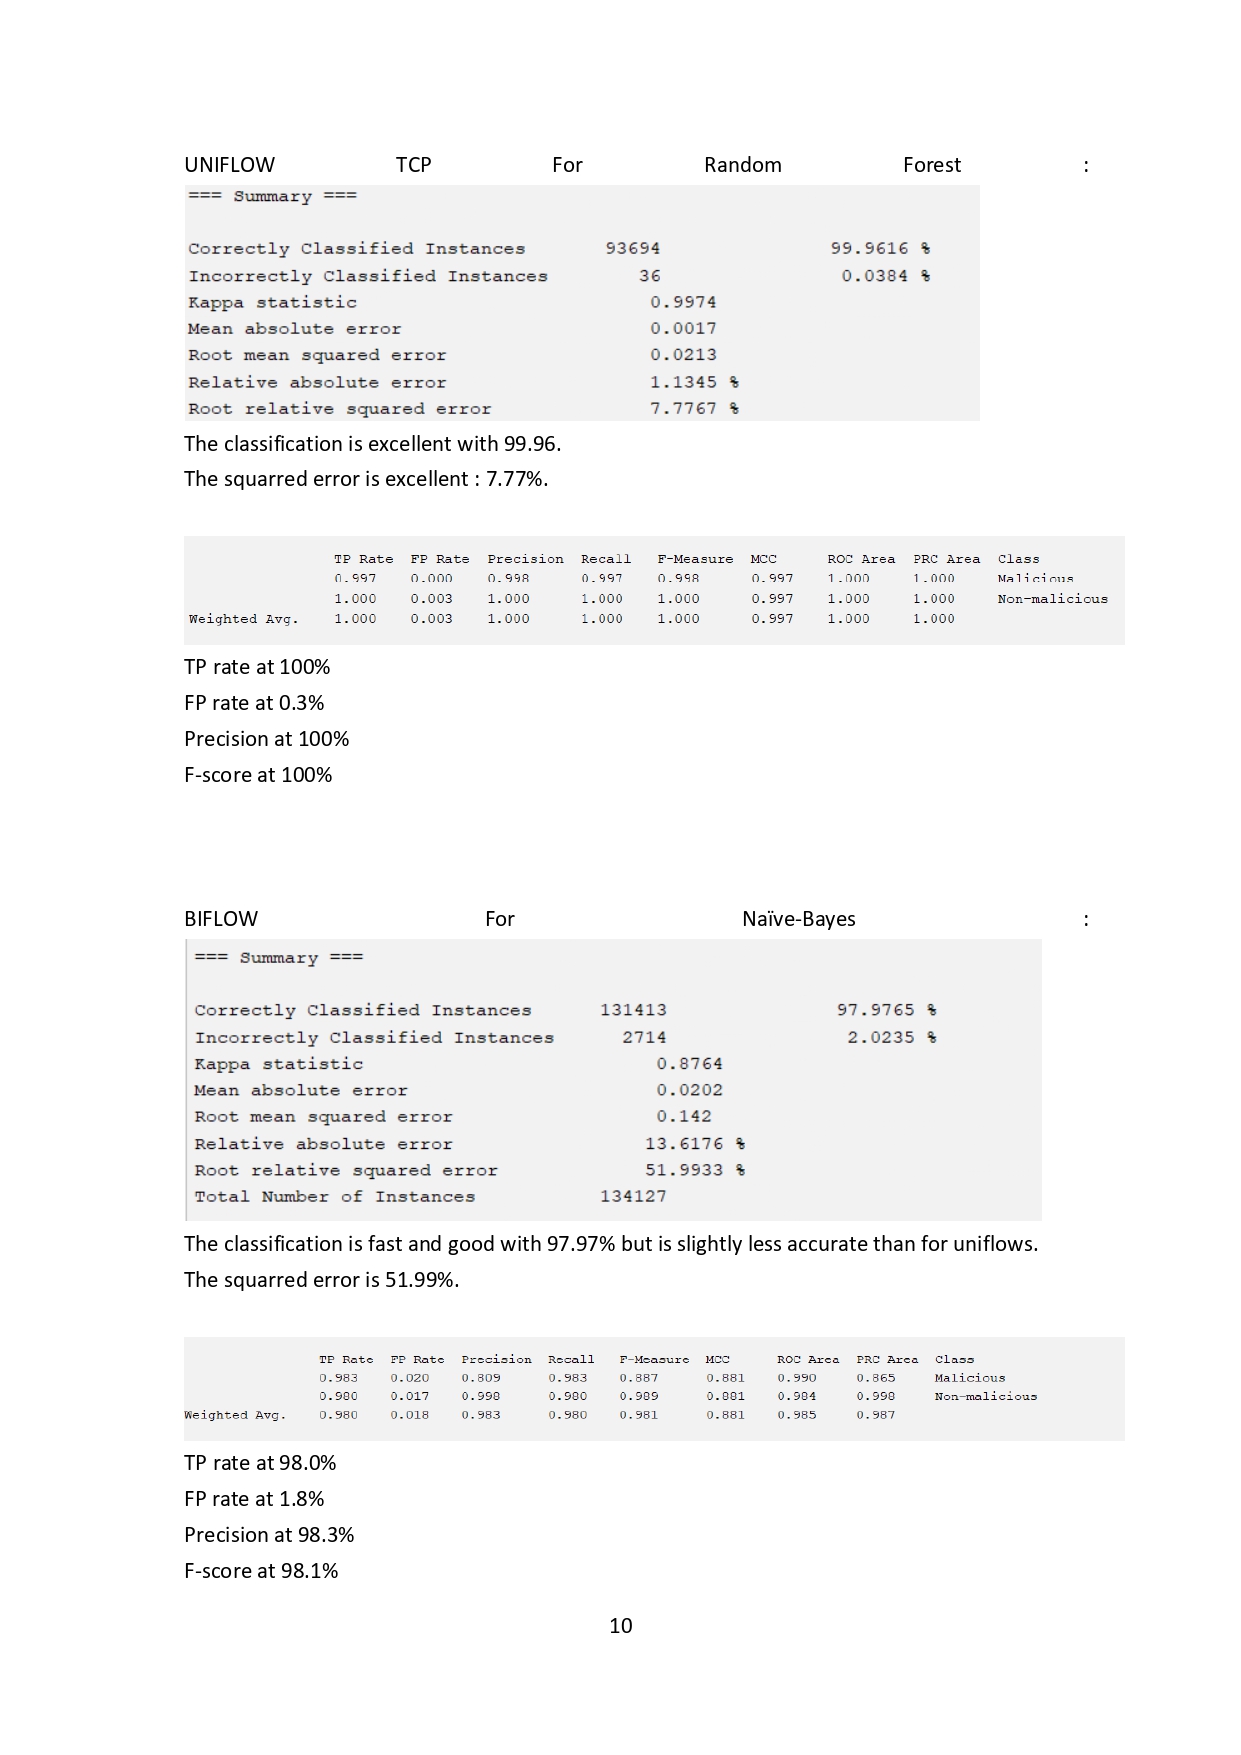 UNIFLOW TCP For Random Forest :
=== Summary ===
Correctly Classified Instances 93694 99.9616 %
Incorrectly Classified Instances 36 0.0384 %
Kappa statistic 0.9974
Mean absolute error 0.0017
Root mean squared error 0.0213
Relative absolute error 1.1345 %
Root relative squared error 7.7767 %
The classification is excellent with 99.96.
The squarred error is excellent : 7.77%.
TP Rate FP Rate Precision Recall F-Measure MCC ROC Area PRC Area Class
0.997 0.000 0.998 0.997 0.998 0.997 1.000 1.000 Malicious
1.000 0.003 1.000 1.000 1.000 0.997 1.000 1.000 Non-malicious
Weighted Avg. 1.000 0.003 1.000 1.000 1.000 0.997 1.000 1.000
TP rate at 100%
FP rate at 0.3%
Precision at 100%
F-score at 100%
BIFLOW For Naïve-Bayes :
=== Summary ===
Correctly Classified Instances 131413 97.9765 %
Incorrectly Classified Instances 2714 2.0235 %
Kappa statistic 0.8764
Mean absolute error 0.0202
Root mean squared error 0.142
Relative absolute error 13.6176 %
Root relative squared error 51.9933 %
Total Number of Instances 134127
The classification is fast and good with 97.97% but is slightly less accurate than for uniflows.
The squarred error is 51.99%.
TP Rate FP Rate Precision Recall F-Measure MCC ROC Area PRC Area Class
0.983 0.020 0.809 0.983 0.887 0.881 0.990 0.865 Malicious
0.980 0.017 0.998 0.980 0.989 0.881 0.984 0.998 Non-malicious
Weighted Avg. 0.980 0.018 0.983 0.980 0.981 0.881 0.985 0.987
TP rate at 98.0%
FP rate at 1.8%
Precision at 98.3%
F-score at 98.1%
10